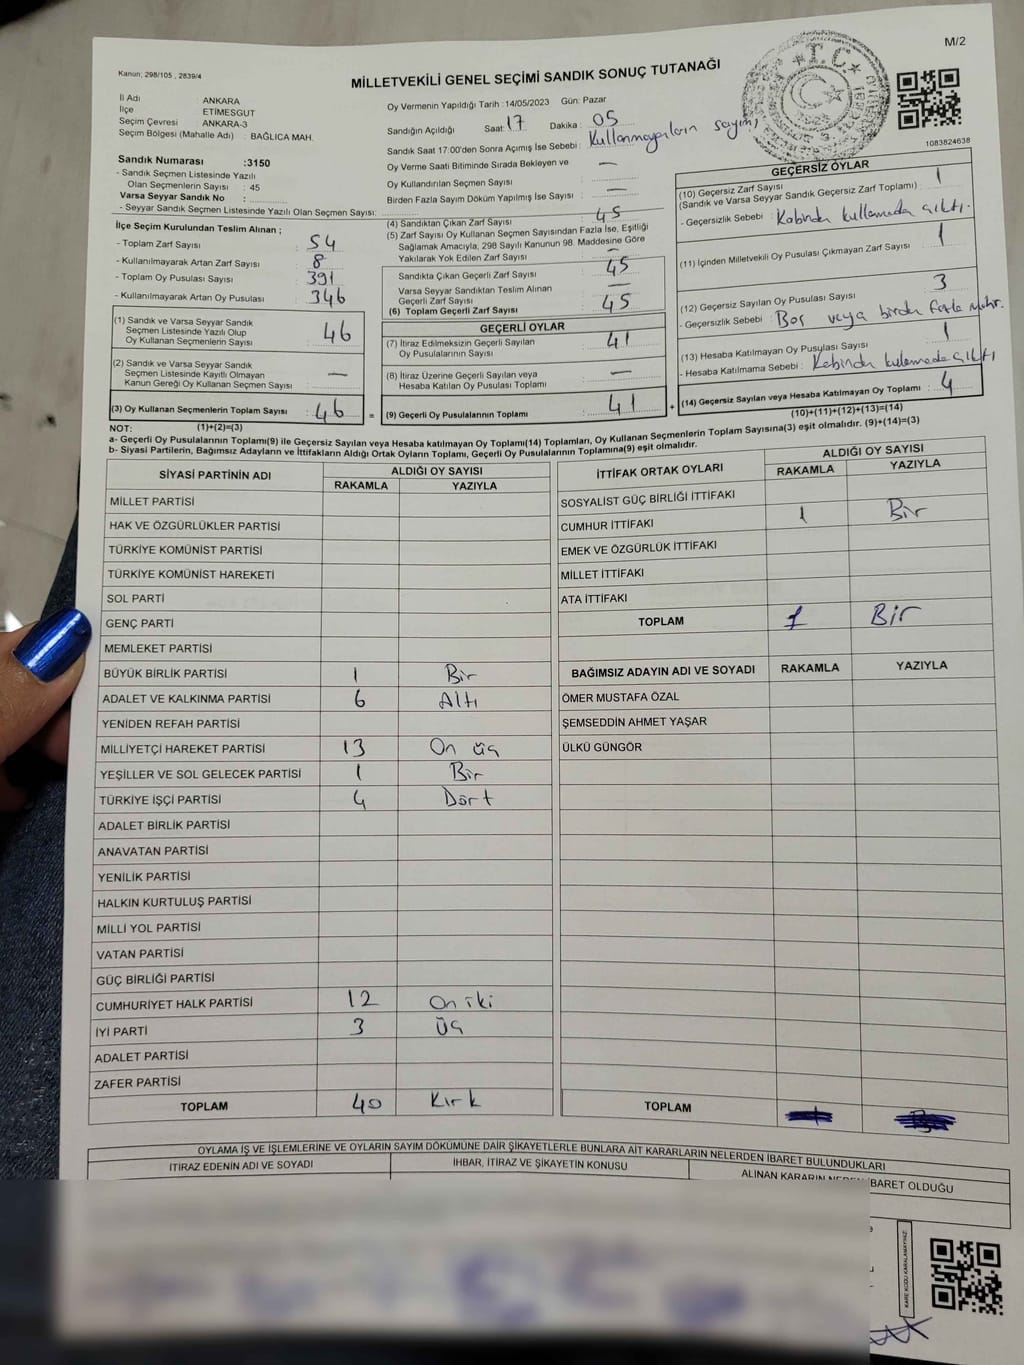 M/2
Kanun; 298/105 , 2839/4
MİLLETVEKİLİ GENEL SEÇİMİ SANDIK SONUÇ TUTANAĞI
T.C.
1083824638
İl Adı : ANKARA
İlçe : ETİMESGUT
Seçim Çevresi : ANKARA-3
Seçim Bölgesi (Mahalle Adı) : BAĞLICA MAH.
Sandık Numarası :3150
- Sandık Seçmen Listesinde Yazılı
Olan Seçmenlerin Sayısı : 45
Varsa Seyyar Sandık No :
- Seyyar Sandık Seçmen Listesinde Yazılı Olan Seçmen Sayısı:
Oy Vermenin Yapıldığı Tarih :14/05/2023 Gün: Pazar
Sandığın Açıldığı Saat: 17 Dakika : 05
Sandık Saat 17:00'den Sonra Açımış İse Sebebi : Kullanmayanların sayımı
Oy Verme Saati Bitiminde Sırada Bekleyen ve
Oy Kullandırılan Seçmen Sayısı : —
Birden Fazla Sayım Döküm Yapılmış İse Sayısı : —
İlçe Seçim Kurulundan Teslim Alınan ;
- Toplam Zarf Sayısı : 54
- Kullanılmayarak Artan Zarf Sayısı : 8
- Toplam Oy Pusulası Sayısı : 391
- Kullanılmayarak Artan Oy Pusulası : 346
(1) Sandık ve Varsa Seyyar Sandık
Seçmen Listesinde Yazılı Olup
Oy Kullanan Seçmenlerin Sayısı : 46
(2) Sandık ve Varsa Seyyar Sandık
Seçmen Listesinde Kayıtlı Olmayan
Kanun Gereği Oy Kullanan Seçmen Sayısı : —
(3) Oy Kullanan Seçmenlerin Toplam Sayısı : 46 =
(1)+(2)=(3)
(4) Sandıktan Çıkan Zarf Sayısı : 45
(5) Zarf Sayısı Oy Kullanan Seçmen Sayısından Fazla İse, Eşitliği
Sağlamak Amacıyla, 298 Sayılı Kanunun 98. Maddesine Göre
Yakılarak Yok Edilen Zarf Sayısı : —
Sandıkta Çıkan Geçerli Zarf Sayısı : 45
Varsa Seyyar Sandıktan Teslim Alınan
Geçerli Zarf Sayısı : —
(6) Toplam Geçerli Zarf Sayısı : 45
GEÇERLİ OYLAR
(7) İtiraz Edilmeksizin Geçerli Sayılan
Oy Pusulalarının Sayısı : 41
(8) İtiraz Üzerine Geçerli Sayılan veya
Hesaba Katılan Oy Pusulası Toplamı : —
(9) Geçerli Oy Pusulalarının Toplamı : 41 +
GEÇERSİZ OYLAR
(10) Geçersiz Zarf Sayısı : 1
(Sandık ve Varsa Seyyar Sandık Geçersiz Zarf Toplamı)
- Geçersizlik Sebebi : Kabinden kullamada çıktı.
(11) İçinden Milletvekili Oy Pusulası Çıkmayan Zarf Sayısı : 1
(12) Geçersiz Sayılan Oy Pusulası Sayısı : 3
- Geçersizlik Sebebi : Boş veya birden fazla mühr.
(13) Hesaba Katılmayan Oy Pusulası Sayısı : 1
- Hesaba Katılmama Sebebi : Kabinden kulamada çıktı
(14) Geçersiz Sayılan veya Hesaba Katılmayan Oy Toplamı : 4
(10)+(11)+(12)+(13)=(14)
NOT:
a- Geçerli Oy Pusulalarının Toplamı(9) ile Geçersiz Sayılan veya Hesaba katılmayan Oy Toplamı(14) Toplamları, Oy Kullanan Seçmenlerin Toplam Sayısına(3) eşit olmalıdır. (9)+(14)=(3)
b- Siyasi Partilerin, Bağımsız Adayların ve İttifakların Aldığı Oy Oyların Toplamı, Geçerli Oy Pusulalarının Toplamına(9) eşit olmalıdır.
SİYASİ PARTİNİN ADI ALDIĞI OY SAYISI
RAKAMLA YAZIYLA
MİLLET PARTİSİ
HAK VE ÖZGÜRLÜKLER PARTİSİ
TÜRKİYE KOMÜNİST PARTİSİ
TÜRKİYE KOMÜNİST HAREKETİ
SOL PARTİ
GENÇ PARTİ
MEMLEKET PARTİSİ
BÜYÜK BİRLİK PARTİSİ 1 Bir
ADALET VE KALKINMA PARTİSİ 6 Altı
YENİDEN REFAH PARTİSİ
MİLLİYETÇİ HAREKET PARTİSİ 13 On üç
YEŞİLLER VE SOL GELECEK PARTİSİ 1 Bir
TÜRKİYE İŞÇİ PARTİSİ 4 Dört
ADALET BİRLİK PARTİSİ
ANAVATAN PARTİSİ
YENİLİK PARTİSİ
HALKIN KURTULUŞ PARTİSİ
MİLLİ YOL PARTİSİ
VATAN PARTİSİ
GÜÇ BİRLİĞİ PARTİSİ
CUMHURİYET HALK PARTİSİ 12 On iki
İYİ PARTİ 3 Üç
ADALET PARTİSİ
ZAFER PARTİSİ
TOPLAM 40 Kırk
İTTİFAK ORTAK OYLARI ALDIĞI OY SAYISI
RAKAMLA YAZIYLA
SOSYALİST GÜÇ BİRLİĞİ İTTİFAKI
CUMHUR İTTİFAKI 1 Bir
EMEK VE ÖZGÜRLÜK İTTİFAKI
MİLLET İTTİFAKI
ATA İTTİFAKI
TOPLAM 1 Bir
BAĞIMSIZ ADAYIN ADI VE SOYADI RAKAMLA YAZIYLA
ÖMER MUSTAFA ÖZAL
ŞEMSEDDİN AHMET YAŞAR
ÜLKÜ GÜNGÖR
TOPLAM
OYLAMA İŞ VE İŞLEMLERİNE VE OYLARIN SAYIM DÖKÜMÜNE DAİR ŞİKAYETLERLE BUNLARA AİT KARARLARIN NELERDEN İBARET BULUNDUKLARI
İTİRAZ EDENİN ADI VE SOYADI İHBAR, İTİRAZ VE ŞİKAYETİN KONUSU ALINAN KARARIN NEDEN İBARET OLDUĞU
KARE KODU KARALAMAYINIZ